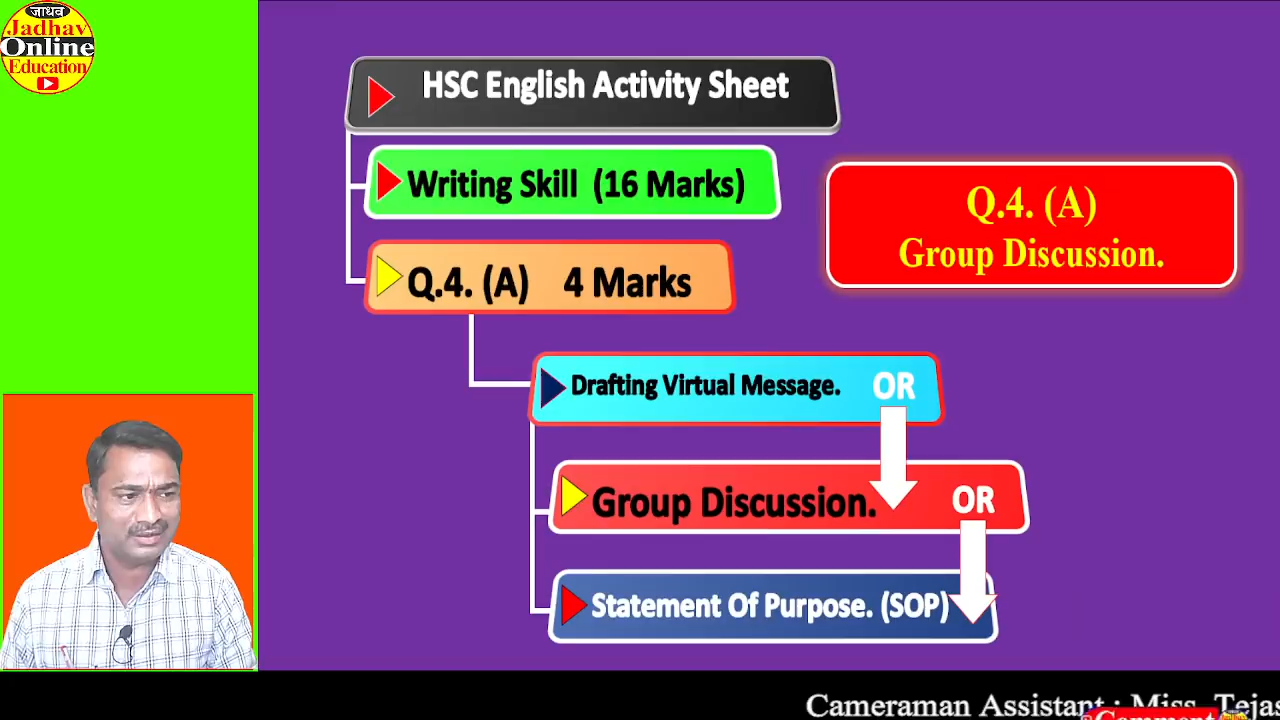 जाधव
Jadhav
Online
Education
HSC English Activity Sheet
Writing Skill (16 Marks)
Q.4. (A) 4 Marks
Q.4. (A)
Group Discussion.
Drafting Virtual Message. OR
Group Discussion. OR
Statement Of Purpose. (SOP)
Cameraman Assistant : Miss. Tejas
Comment